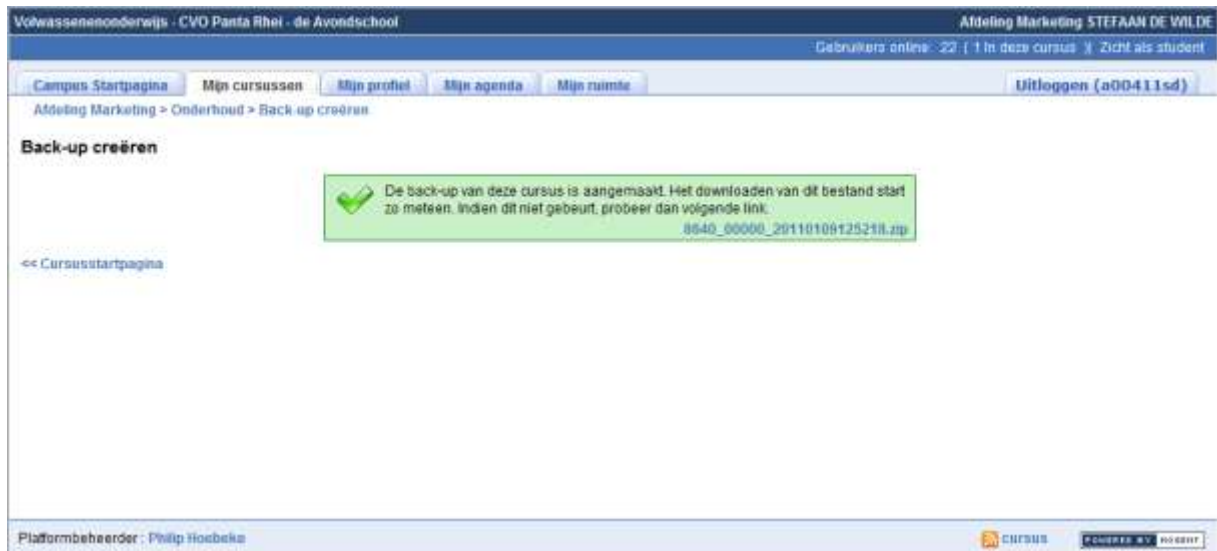 Volwassenenonderwijs - CVO Panta Rhei - de Avondschool
Afdeling Marketing STEFAAN DE WILDE
Gebruikers online: 22 ( 1 In deze cursus )| Zicht als student
Campus Startpagina
Mijn cursussen
Mijn profiel
Mijn agenda
Mijn ruimte
Uitloggen (a00411sd)
Afdeling Marketing > Onderhoud > Back-up creëren
Back-up creëren
De back-up van deze cursus is aangemaakt. Het downloaden van dit bestand start
zo meteen. Indien dit niet gebeurt, probeer dan volgende link.
8640_00000_20110109125218.zip
<< Cursusstartpagina
Platformbeheerder : Philip Hoebeke
cursus
POWERED BY HOGENT